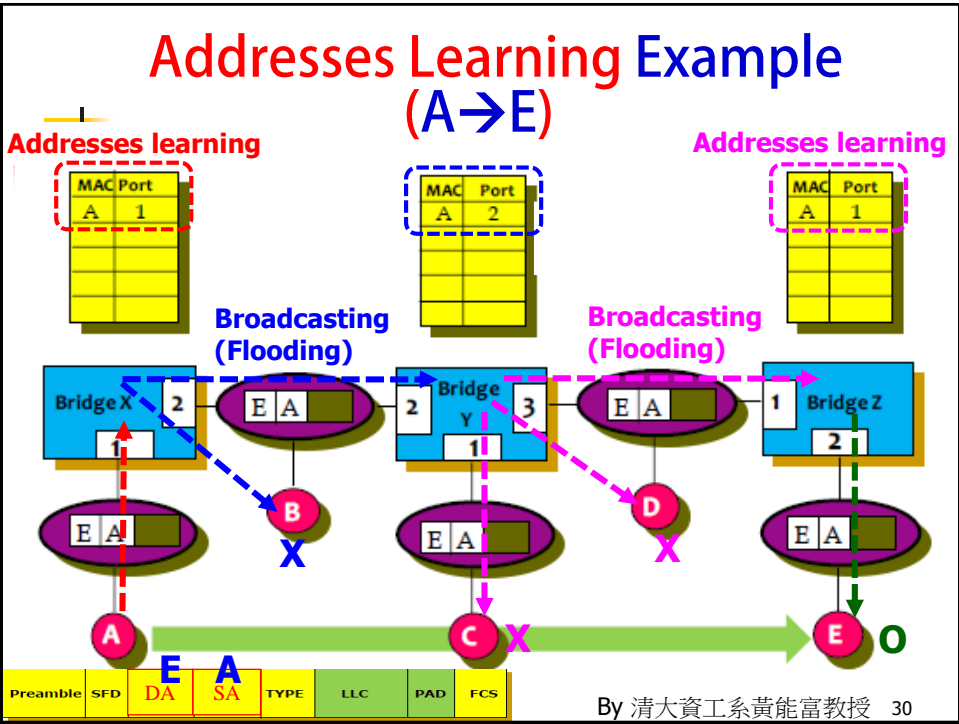 Addresses Learning Example
(A→E)
Addresses learning
Addresses learning
MAC Port
A 1
MAC Port
A 2
MAC Port
A 1
Broadcasting
(Flooding)
Broadcasting
(Flooding)
Bridge X
2
1
E A
2
Bridge
Y
3
1
E A
1
Bridge Z
2
B
X
D
X
E A
E A
E A
A
C
X
E
O
E A
Preamble SFD DA SA TYPE LLC PAD FCS
By 清大資工系黃能富教授 30